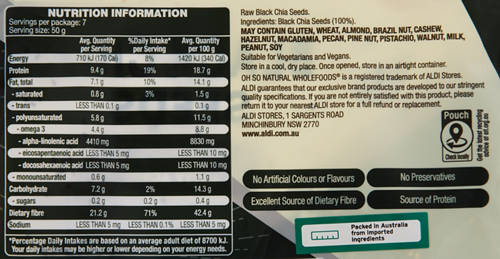 NUTRITION INFORMATION
Servings per package: 7
Serving size: 50 g
Avg. Quantity per Serving %Daily Intake* per Serving Avg. Quantity per 100 g
Energy 710 kJ (170 Cal) 8% 1420 kJ (340 Cal)
Protein 9.4 g 19% 18.7 g
Fat, total 7.1 g 10% 14.1 g
- saturated 0.8 g 3% 1.5 g
- trans LESS THAN 0.1 g 0.1 g
- polyunsaturated 5.8 g 11.5 g
- omega 3 4.4 g 8.8 g
- alpha-linolenic acid 4410 mg 8830 mg
- eicosapentaenoic acid LESS THAN 5 mg LESS THAN 10 mg
- docosahexaenoic acid LESS THAN 5 mg LESS THAN 10 mg
- monounsaturated 0.6 g 1.1 g
Carbohydrate 7.2 g 2% 14.3 g
- sugars 0.2 g 0.2 g 0.4 g
Dietary fibre 21.2 g 71% 42.4 g
Sodium LESS THAN 5 mg LESS THAN 0.1% LESS THAN 5 mg
*Percentage Daily Intakes are based on an average adult diet of 8700 kJ.
Your daily intakes may be higher or lower depending on your energy needs.
Raw Black Chia Seeds
Ingredients: Black Chia Seeds (100%).
MAY CONTAIN GLUTEN, WHEAT, ALMOND, BRAZIL NUT, CASHEW,
HAZELNUT, MACADAMIA, PECAN, PINE NUT, PISTACHIO, WALNUT, MILK,
PEANUT, SOY
Suitable for Vegetarians and Vegans.
Store in a cool, dry place. Once opened, store in an airtight container.
OH SO NATURAL WHOLEFOODS® is a registered trademark of ALDI Stores.
ALDI guarantees that our exclusive brand products are developed to our stringent
quality specifications. If you are not entirely satisfied with this product, please
return it to your nearest ALDI store for a full refund or replacement.
ALDI STORES, 1 SARGENTS ROAD
MINCHINBURY NSW 2770
www.aldi.com.au
Pouch
Check locally
Get the latest recycling
advice at arl.org.au
No Artificial Colours or Flavours
No Preservatives
Excellent Source of Dietary Fibre
Source of Protein
Packed in Australia
from imported
ingredients